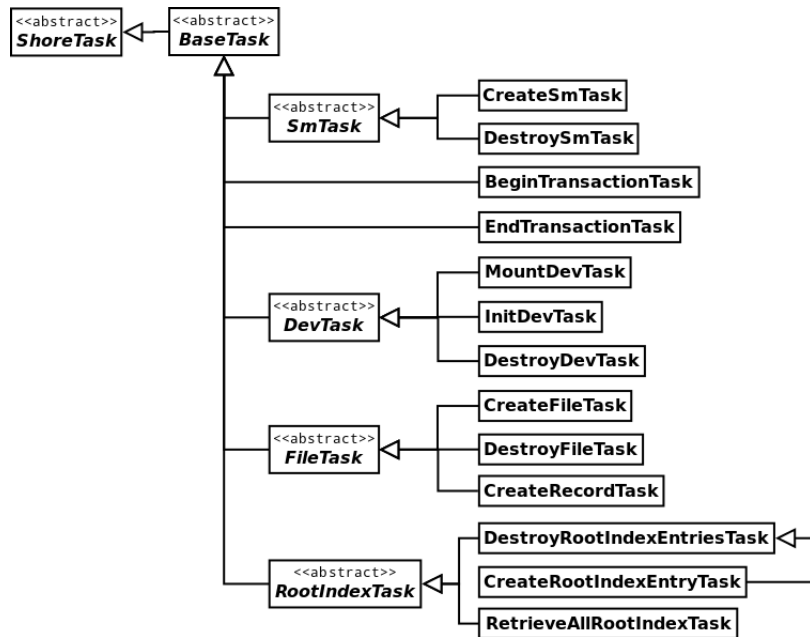 <<abstract>>
ShoreTask
<<abstract>>
BaseTask
<<abstract>>
SmTask
CreateSmTask
DestroySmTask
BeginTransactionTask
EndTransactionTask
<<abstract>>
DevTask
MountDevTask
InitDevTask
DestroyDevTask
<<abstract>>
FileTask
CreateFileTask
DestroyFileTask
CreateRecordTask
<<abstract>>
RootIndexTask
DestroyRootIndexEntriesTask
CreateRootIndexEntryTask
RetrieveAllRootIndexTask